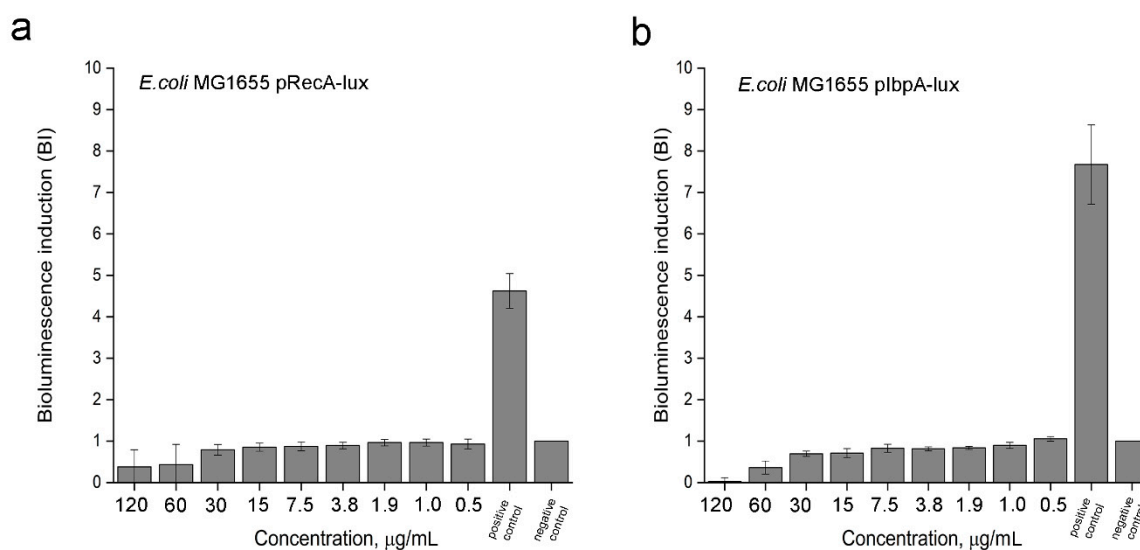 a
E.coli MG1655 pRecA-lux
Bioluminescence induction (BI)
10
9
8
7
6
5
4
3
2
1
0
120 60 30 15 7.5 3.8 1.9 1.0 0.5 positive control negative control
Concentration, μg/mL
b
E.coli MG1655 pIbpA-lux
Bioluminescence induction (BI)
10
9
8
7
6
5
4
3
2
1
0
120 60 30 15 7.5 3.8 1.9 1.0 0.5 positive control negative control
Concentration, μg/mL